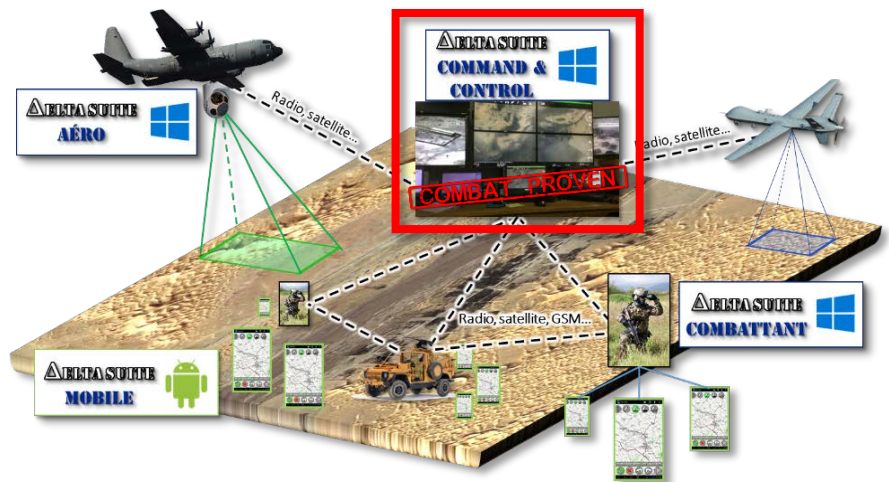 ΔELTA SUITE
COMMAND &
CONTROL
COMBAT PROVEN
ΔELTA SUITE
AÉRO
Radio, satellite...
Radio, satellite...
ΔELTA SUITE
COMBATTANT
Radio, satellite, GSM...
ΔELTA SUITE
MOBILE